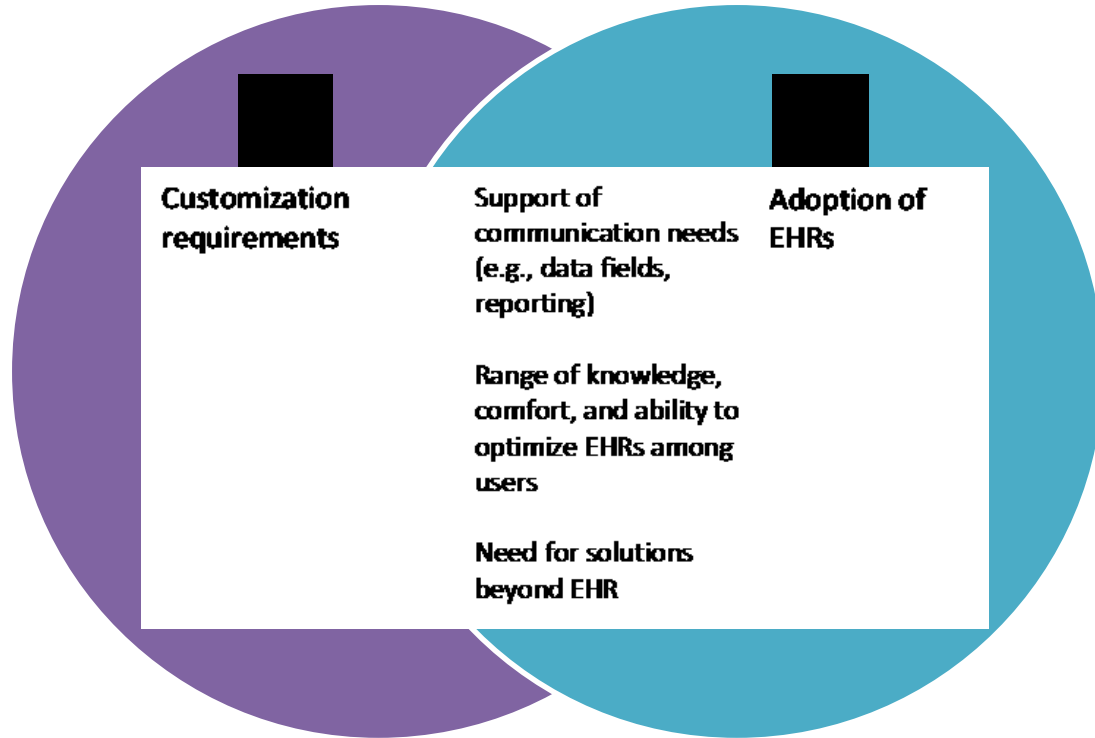 Customization
requirements
Support of
communication needs
(e.g., data fields,
reporting)
Range of knowledge,
comfort, and ability to
optimize EHRs among
users
Need for solutions
beyond EHR
Adoption of
EHRs